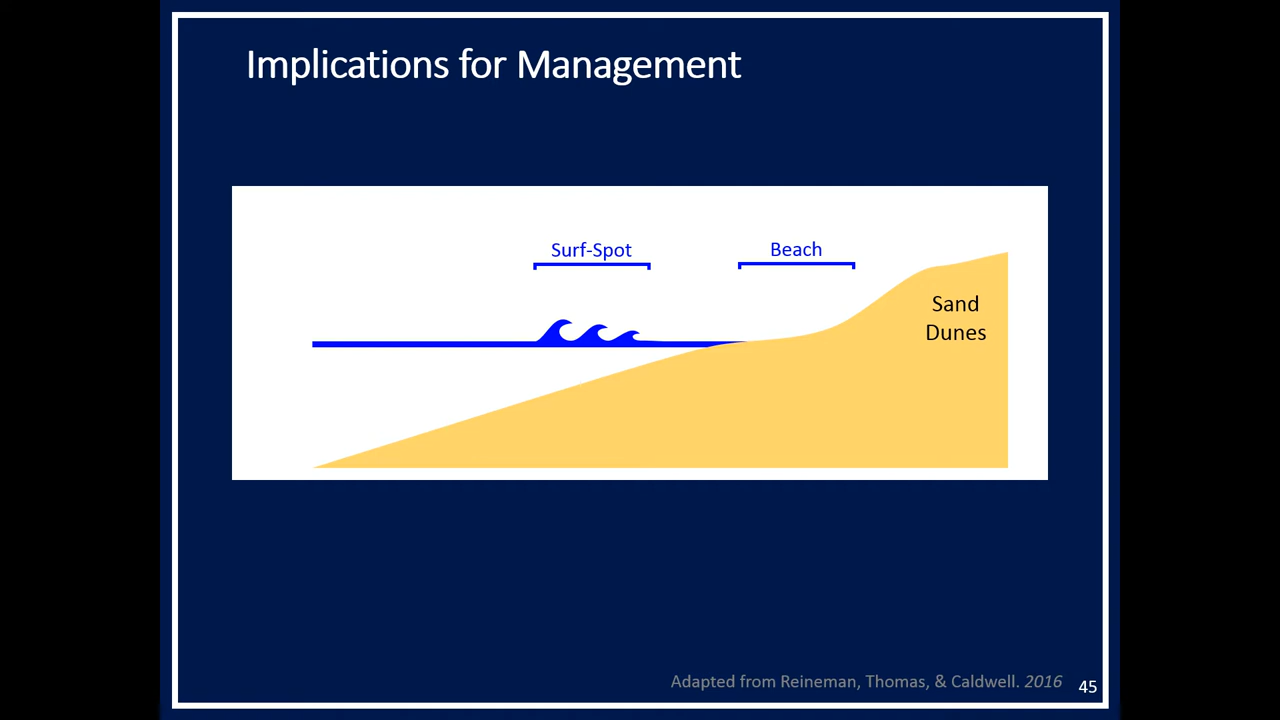 Implications for Management
Surf-Spot
Beach
Sand
Dunes
Adapted from Reineman, Thomas, & Caldwell. 2016
45